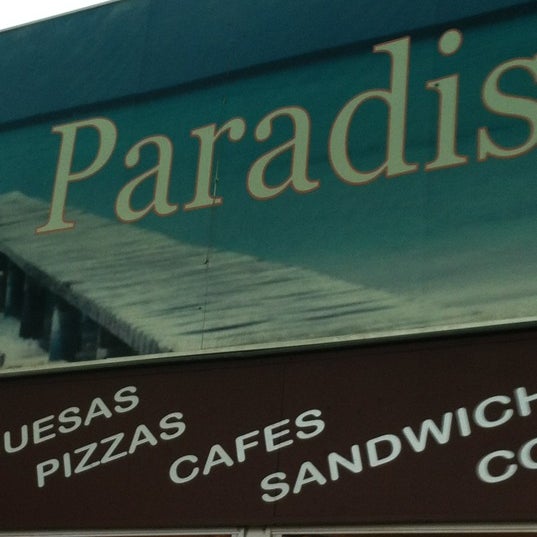 Paradis
UESAS
PIZZAS
CAFES
SANDWICH
CO